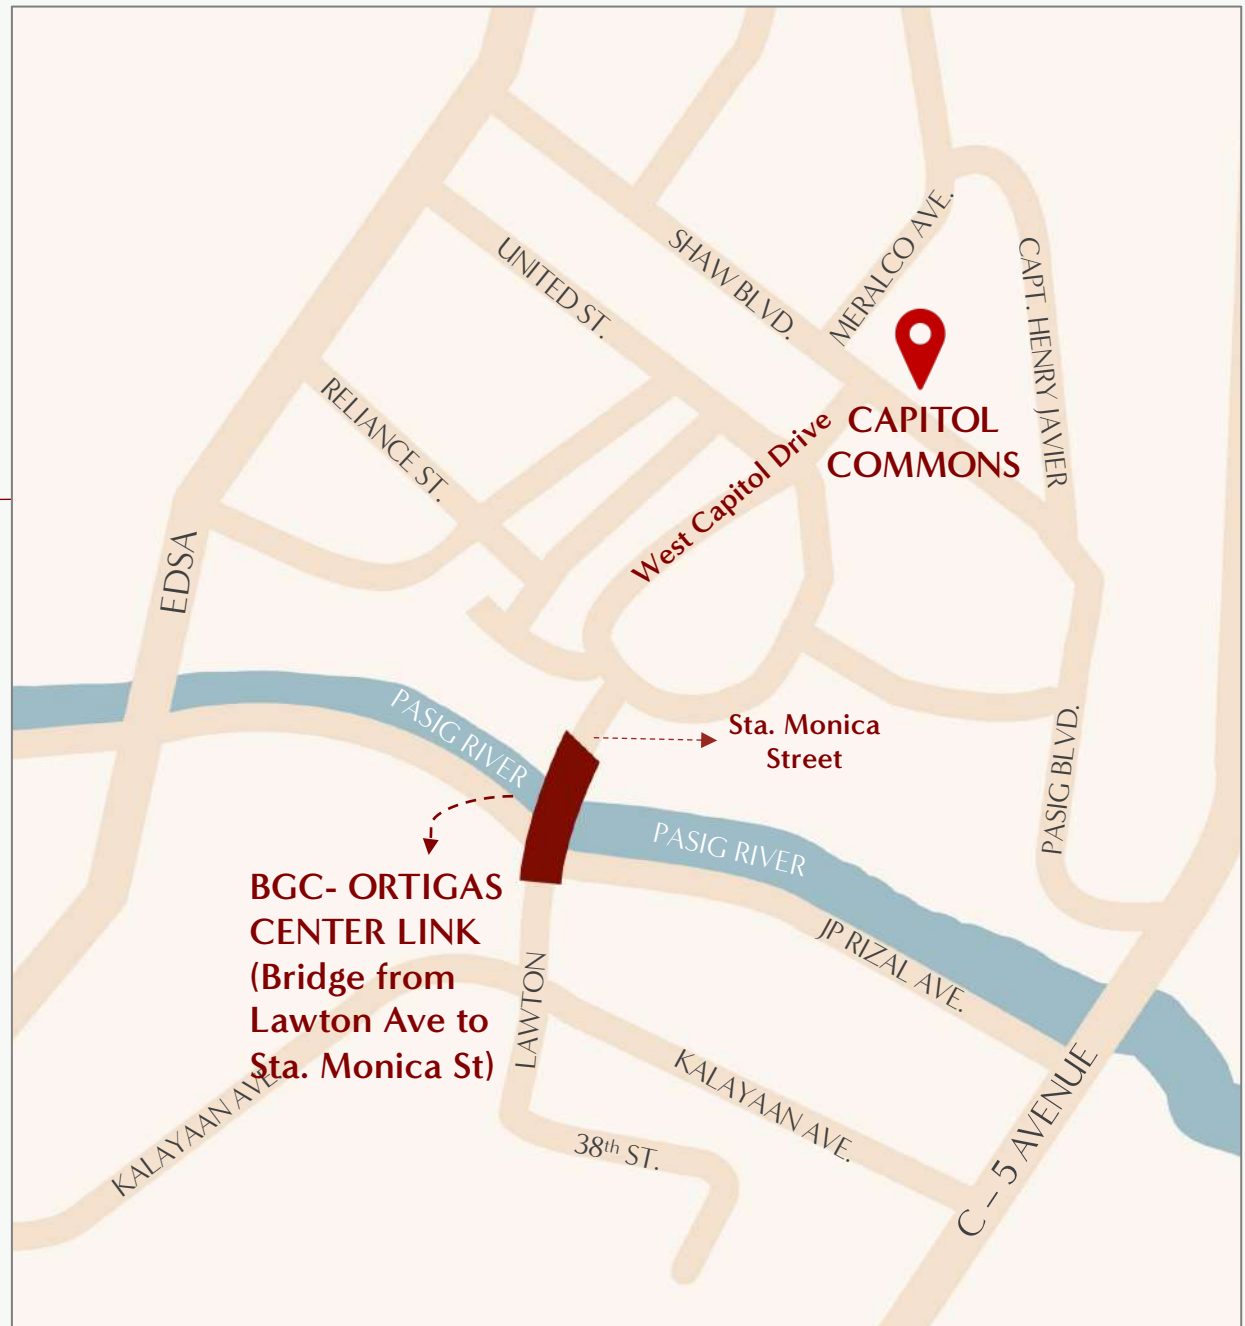 SHAW BLVD.
MERALCO AVE.
UNITED ST.
CAPT. HENRY JAVIER
RELIANCE ST.
CAPITOL
COMMONS
West Capitol Drive
EDSA
PASIG RIVER
Sta. Monica
Street
PASIG BLVD.
PASIG RIVER
BGC- ORTIGAS
CENTER LINK
(Bridge from
Lawton Ave to
Sta. Monica St)
JP RIZAL AVE.
LAWTON
KALAYAAN AVE.
KALAYAAN AVE.
38th ST.
C – 5 AVENUE